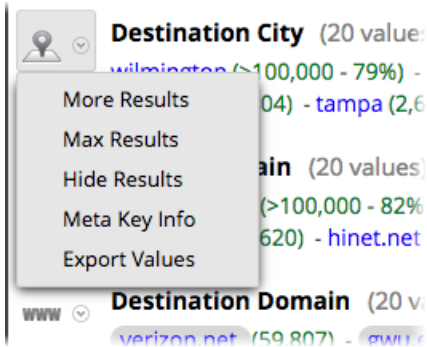 Destination City (20 value
wilmington (>100,000 - 79%) -
More Results
04) - tampa (2,6
Max Results
ain (20 values)
Hide Results
(>100,000 - 82%
Meta Key Info
620) - hinet.net
Export Values
www Destination Domain (20 va
verizon.net (59,807) - gwu.e